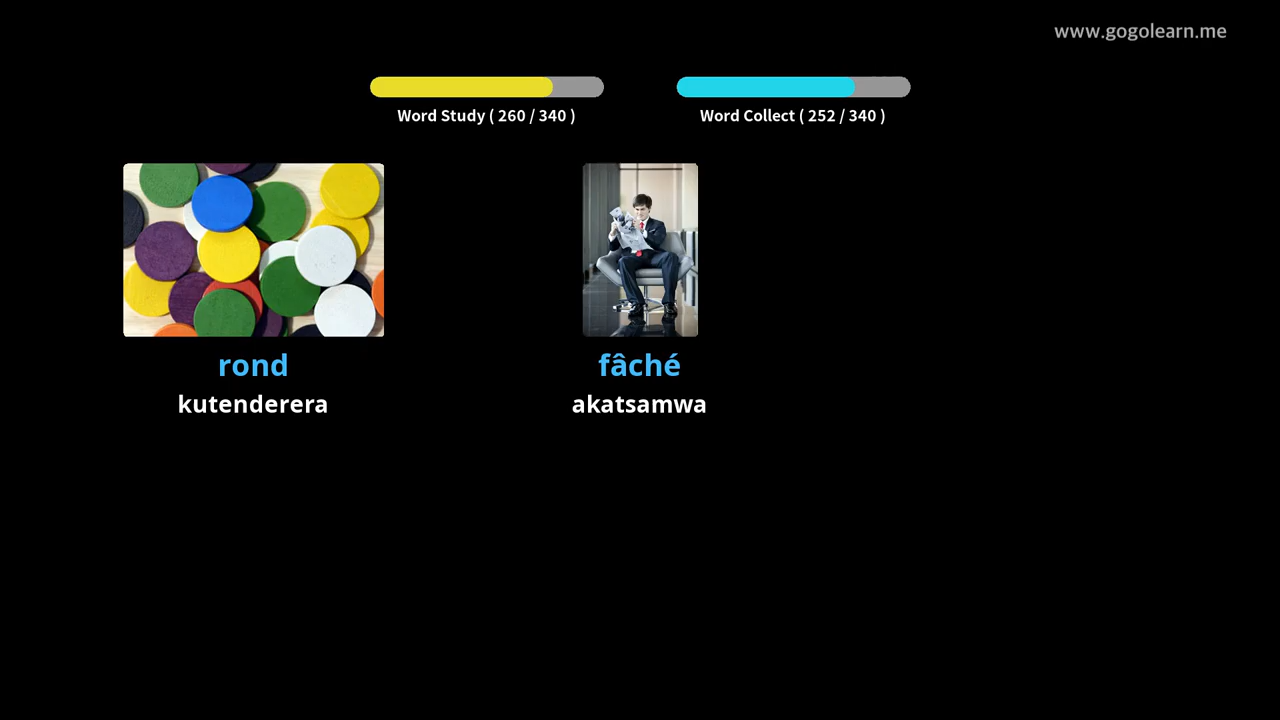 www.gogolearn.me
Word Study ( 260 / 340 )
Word Collect ( 252 / 340 )
rond
fâché
kutenderera
akatsamwa